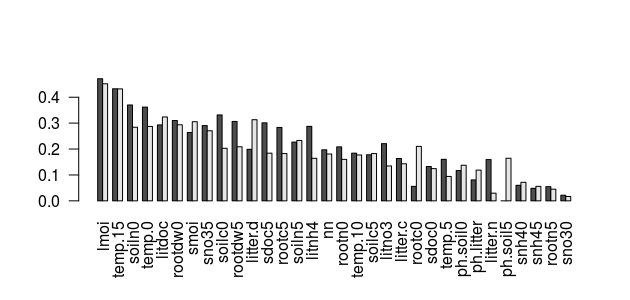 0.4
0.3
0.2
0.1
0.0
lmoi
temp.15
soiln0
temp.0
litdoc
rootdw0
smoi
sno35
soilc0
rootdw5
litter.d
sdoc5
rootc5
soiln5
litnh4
nn
rootn0
temp.10
soilc5
litno3
litter.c
rootc0
sdoc0
temp.5
ph.soil0
ph.litter
litter.n
ph.soil5
snh40
snh45
rootn5
sno30